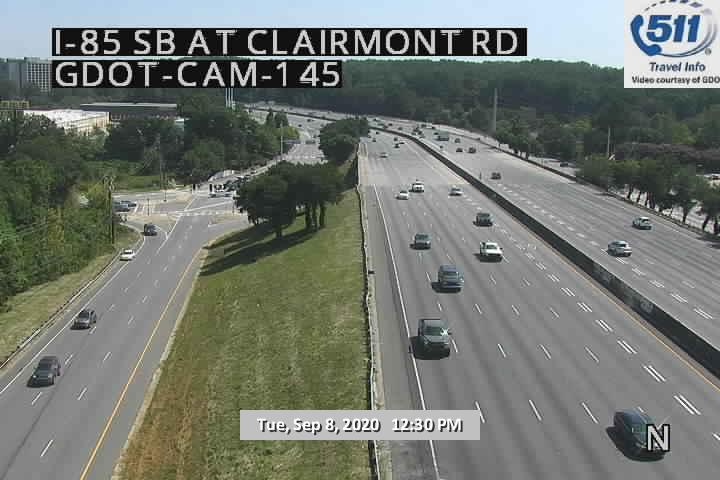 I-85 SB AT CLAIRMONT RD
GDOT-CAM-145
511
Travel Info
Video courtesy of GDO
Tue, Sep 8, 2020 12:30 PM
N